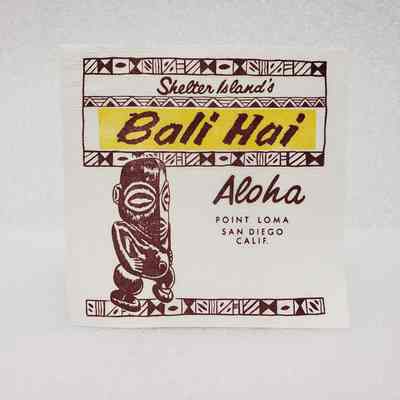 Shelter Island's
Bali Hai
Aloha
POINT LOMA
SAN DIEGO
CALIF.